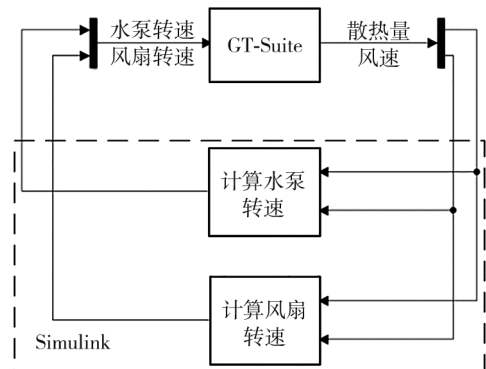 水泵转速
风扇转速
GT-Suite
散热量
风速
计算水泵
转速
计算风扇
转速
Simulink